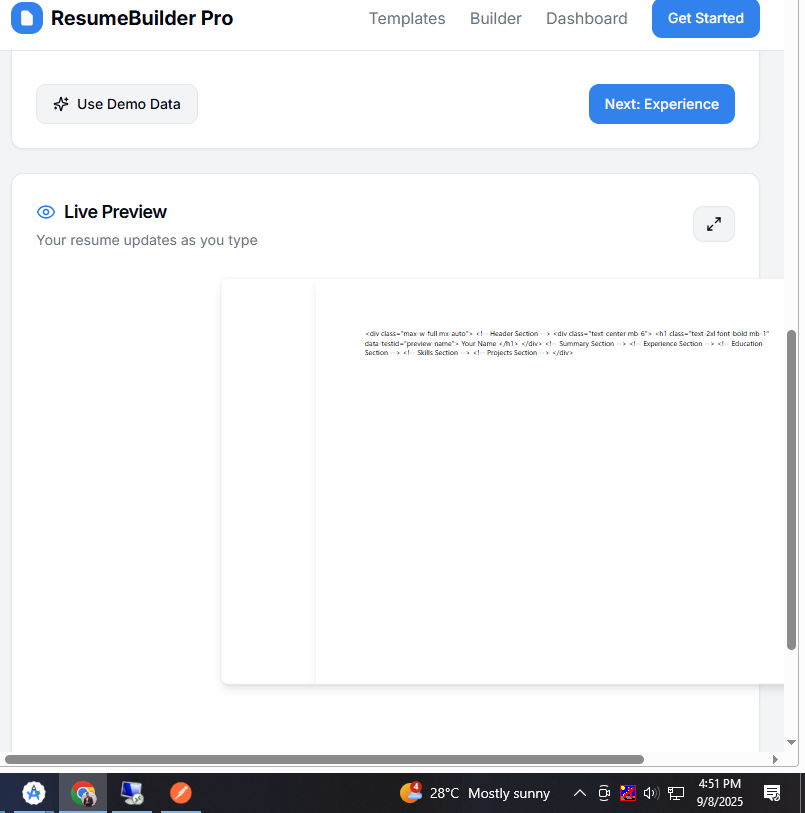 ResumeBuilder Pro
Templates
Builder
Dashboard
Get Started
Use Demo Data
Next: Experience
Live Preview
Your resume updates as you type
<div class="max-w-full mx-auto"> <!-- Header Section --> <div class="text-center mb-6"> <h1 class="text-2xl font-bold mb-1"
data-testid="preview-name"> Your Name </h1> </div> <!-- Summary Section --> <!-- Experience Section --> <!-- Education
Section --> <!-- Skills Section --> <!-- Projects Section --> </div>
4
28°C Mostly sunny
4:51 PM
9/8/2025